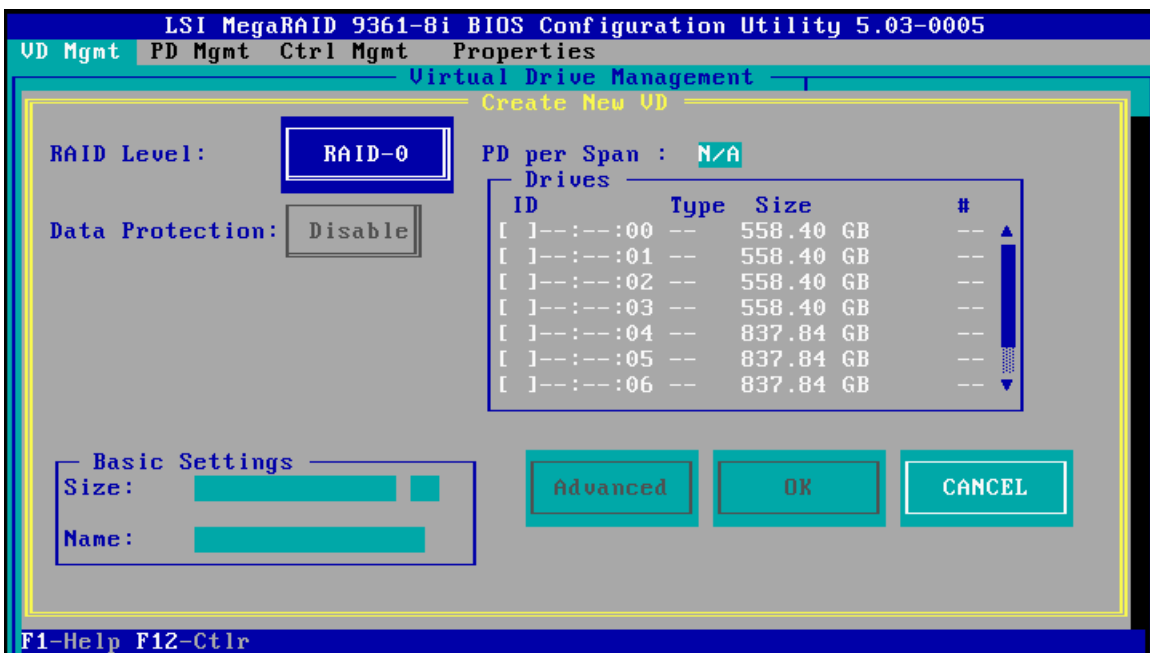 LSI MegaRAID 9361-8i BIOS Configuration Utility 5.03-0005
VD Mgmt PD Mgmt Ctrl Mgmt Properties
Virtual Drive Management
Create New VD
RAID Level: RAID-0 PD per Span : N/A
Drives
ID Type Size #
Data Protection: Disable
[ ]--:--:00 -- 558.40 GB --
[ ]--:--:01 -- 558.40 GB --
[ ]--:--:02 -- 558.40 GB --
[ ]--:--:03 -- 558.40 GB --
[ ]--:--:04 -- 837.84 GB --
[ ]--:--:05 -- 837.84 GB --
[ ]--:--:06 -- 837.84 GB --
Basic Settings
Size:
Name:
Advanced OK CANCEL
F1-Help F12-Ctlr